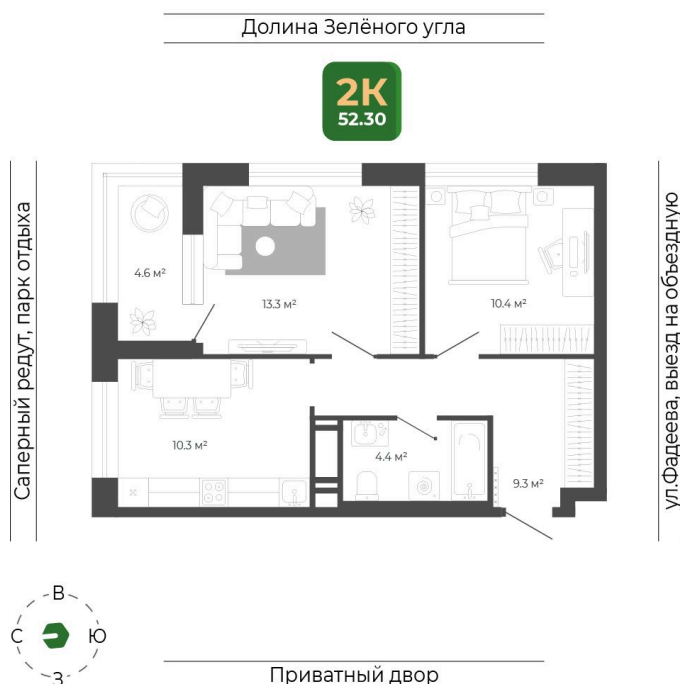 Долина Зелёного угла
2К
52.30
Саперный редут, парк отдыха
ул.Фадеева, выезд на объездную
4.6 м²
13.3 м²
10.4 м²
10.3 м²
4.4 м²
9.3 м²
В
С
Ю
З
Приватный двор